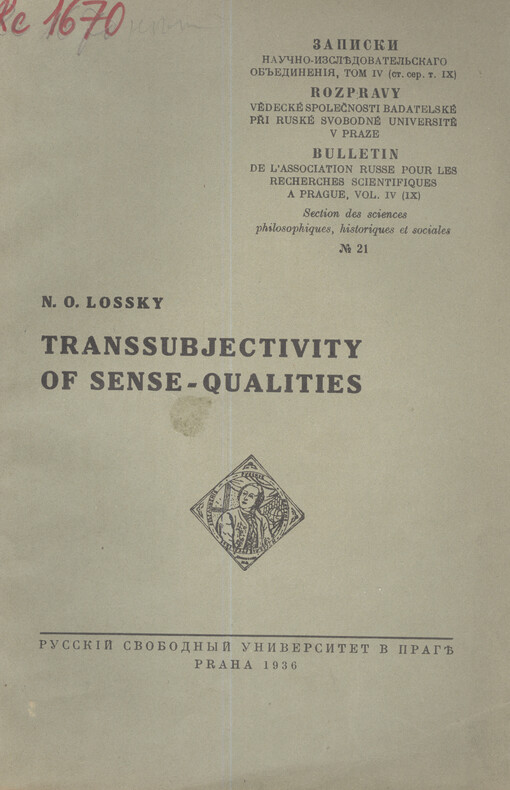 Кс 1670
ЗАПИСКИ
НАУЧНО-ИЗСЛѢДОВАТЕЛЬСКАГО
ОБЪЕДИНЕНІЯ, ТОМ IV (ст. сер. т. IX)
ROZPRAVY
VĚDECKÉ SPOLEČNOSTI BADATELSKÉ
PŘI RUSKÉ SVOBODNÉ UNIVERSITĚ
V PRAZE
BULLETIN
DE L'ASSOCIATION RUSSE POUR LES
RECHERCHES SCIENTIFIQUES
A PRAGUE, VOL. IV (IX)
Section des sciences
philosophiques, historiques et sociales
№ 21
N. O. LOSSKY
TRANSSUBJECTIVITY
OF SENSE-QUALITIES
РУССКІЙ СВОБОДНЫЙ УНИВЕРСИТЕТ В ПРАГѢ
PRAHA 1936